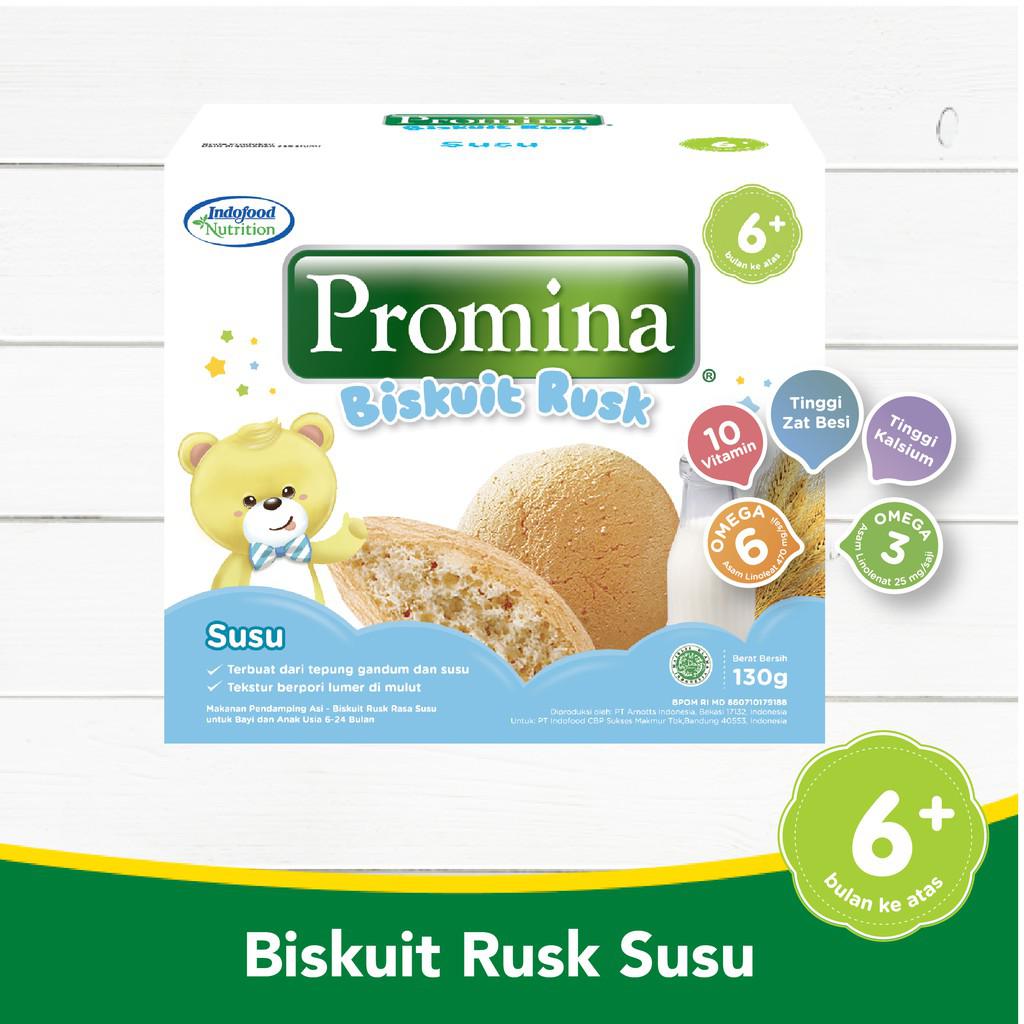 Promina
Biskuit Rusk
Susu
6+
Indofood
Nutrition
6+
bulan ke atas
Promina
®
Biskuit Rusk
10
Vitamin
Tinggi
Zat Besi
Tinggi
Kalsium
OMEGA
6
Asam Linoleat 470 mg/saji
OMEGA
3
Asam Linolenat 25 mg/saji
Susu
Terbuat dari tepung gandum dan susu
Tekstur berpori lumer di mulut
Makanan Pendamping Asi - Biskuit Rusk Rasa Susu
untuk Bayi dan Anak Usia 6-24 Bulan
Berat Bersih
130g
BPOM RI MD 860710179188
Diproduksi oleh: PT Arnotts Indonesia, Bekasi 17132, Indonesia
Untuk: PT Indofood CBP Sukses Makmur Tbk,Bandung 40553, Indonesia
6+
bulan ke atas
Biskuit Rusk Susu